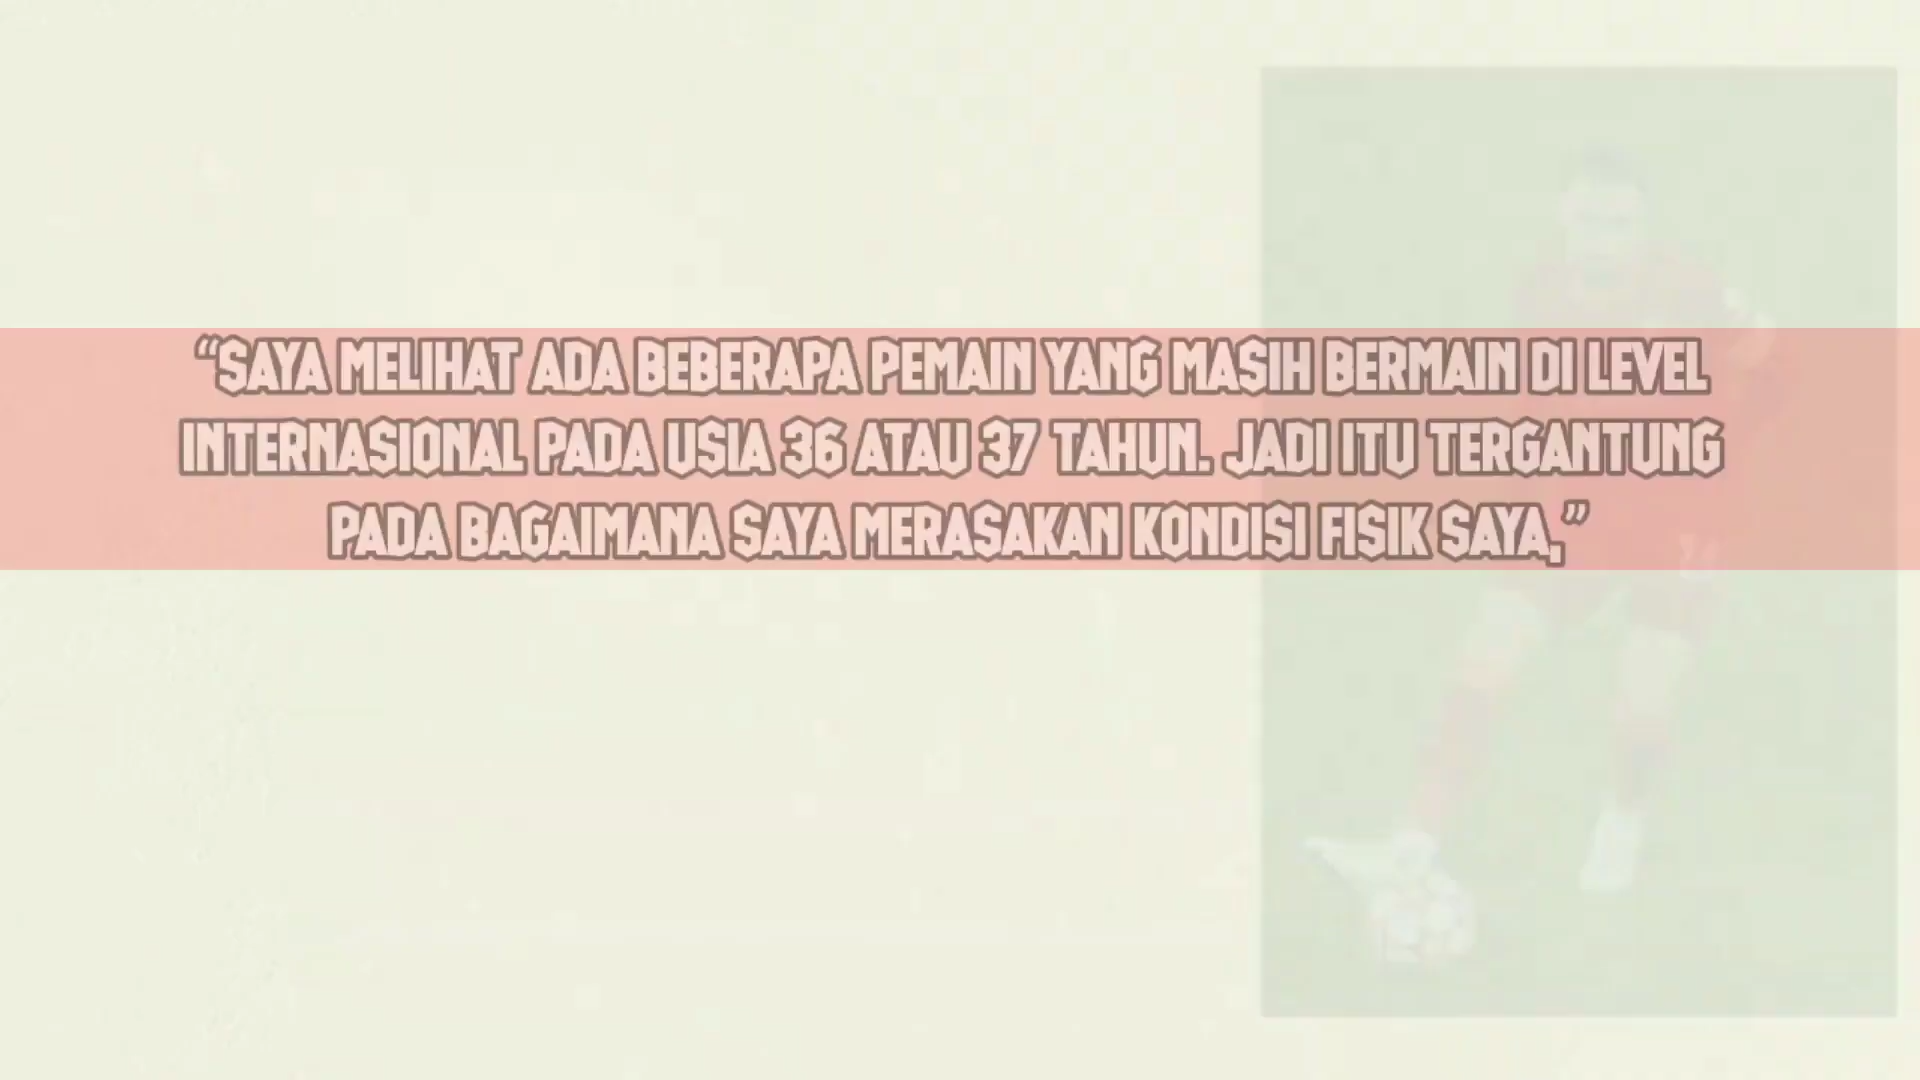 “SAYA MELIHAT ADA BEBERAPA PEMAIN YANG MASIH BERMAIN DI LEVEL
INTERNASIONAL PADA USIA 36 ATAU 37 TAHUN. JADI ITU TERGANTUNG
PADA BAGAIMANA SAYA MERASAKAN KONDISI FISIK SAYA,”